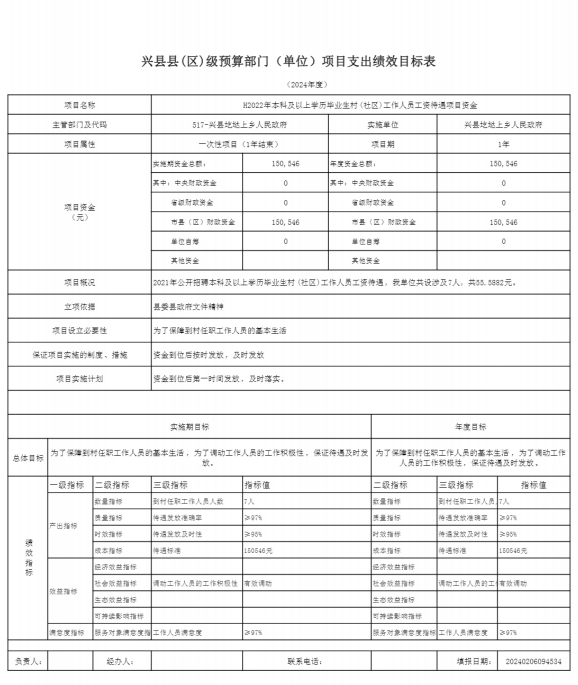 兴县县(区)级预算部门（单位）项目支出绩效目标表
（2024年度）
项目名称 H2022年本科及以上学历毕业生村(社区)工作人员工资待遇项目资金
主管部门及代码 517-兴县圪垯上乡人民政府 实施单位 兴县圪垯上乡人民政府
项目属性 一次性项目（1年结束） 项目期 1年
项目资金（元） 实施期资金总额： 150,546 年度资金总额： 150,546
其中：中央财政资金 0 其中：中央财政资金 0
省级财政资金 0 省级财政资金 0
市县（区）财政资金 150,546 市县（区）财政资金 150,546
单位自筹 0 单位自筹 0
其他资金 其他资金
项目概况 2021年公开招聘本科及以上学历毕业生村(社区)工作人员工资待遇，我单位共设涉及7人，共55.5882元。
立项依据 县委县政府文件精神
项目设立必要性 为了保障到村任职工作人员的基本生活
保证项目实施的制度、措施 资金到位后按时发放，及时发放
项目实施计划 资金到位后第一时间发放，及时落实。
实施期目标 年度目标
总体目标 为了保障到村任职工作人员的基本生活，为了调动工作人员的工作积极性，保证待遇及时发放。 为了保障到村任职工作人员的基本生活，为了调动工作人员的工作积极性，保证待遇及时发放。
绩效指标 一级指标 二级指标 三级指标 指标值 二级指标 三级指标 指标值
产出指标 数量指标 到村任职工作人员人数 7人 数量指标 到村任职工作人员 7人
质量指标 待遇发放准确率 ≥97% 质量指标 待遇发放准确率 ≥97%
时效指标 待遇发放及时性 ≥95% 时效指标 待遇发放及时性 ≥95%
成本指标 待遇标准 150546元 成本指标 待遇标准 150546元
效益指标 经济效益指标 经济效益指标
社会效益指标 调动工作人员的工作积极性 有效调动 社会效益指标 调动工作人员的工 有效调动
生态效益指标 生态效益指标
可持续影响指标 可持续影响指标
满意度指标 服务对象满意度指 工作人员满意度 ≥97% 服务对象满意度指标 工作人员满意度 ≥97%
负责人： 经办人： 联系电话： 填报日期： 20240206094534